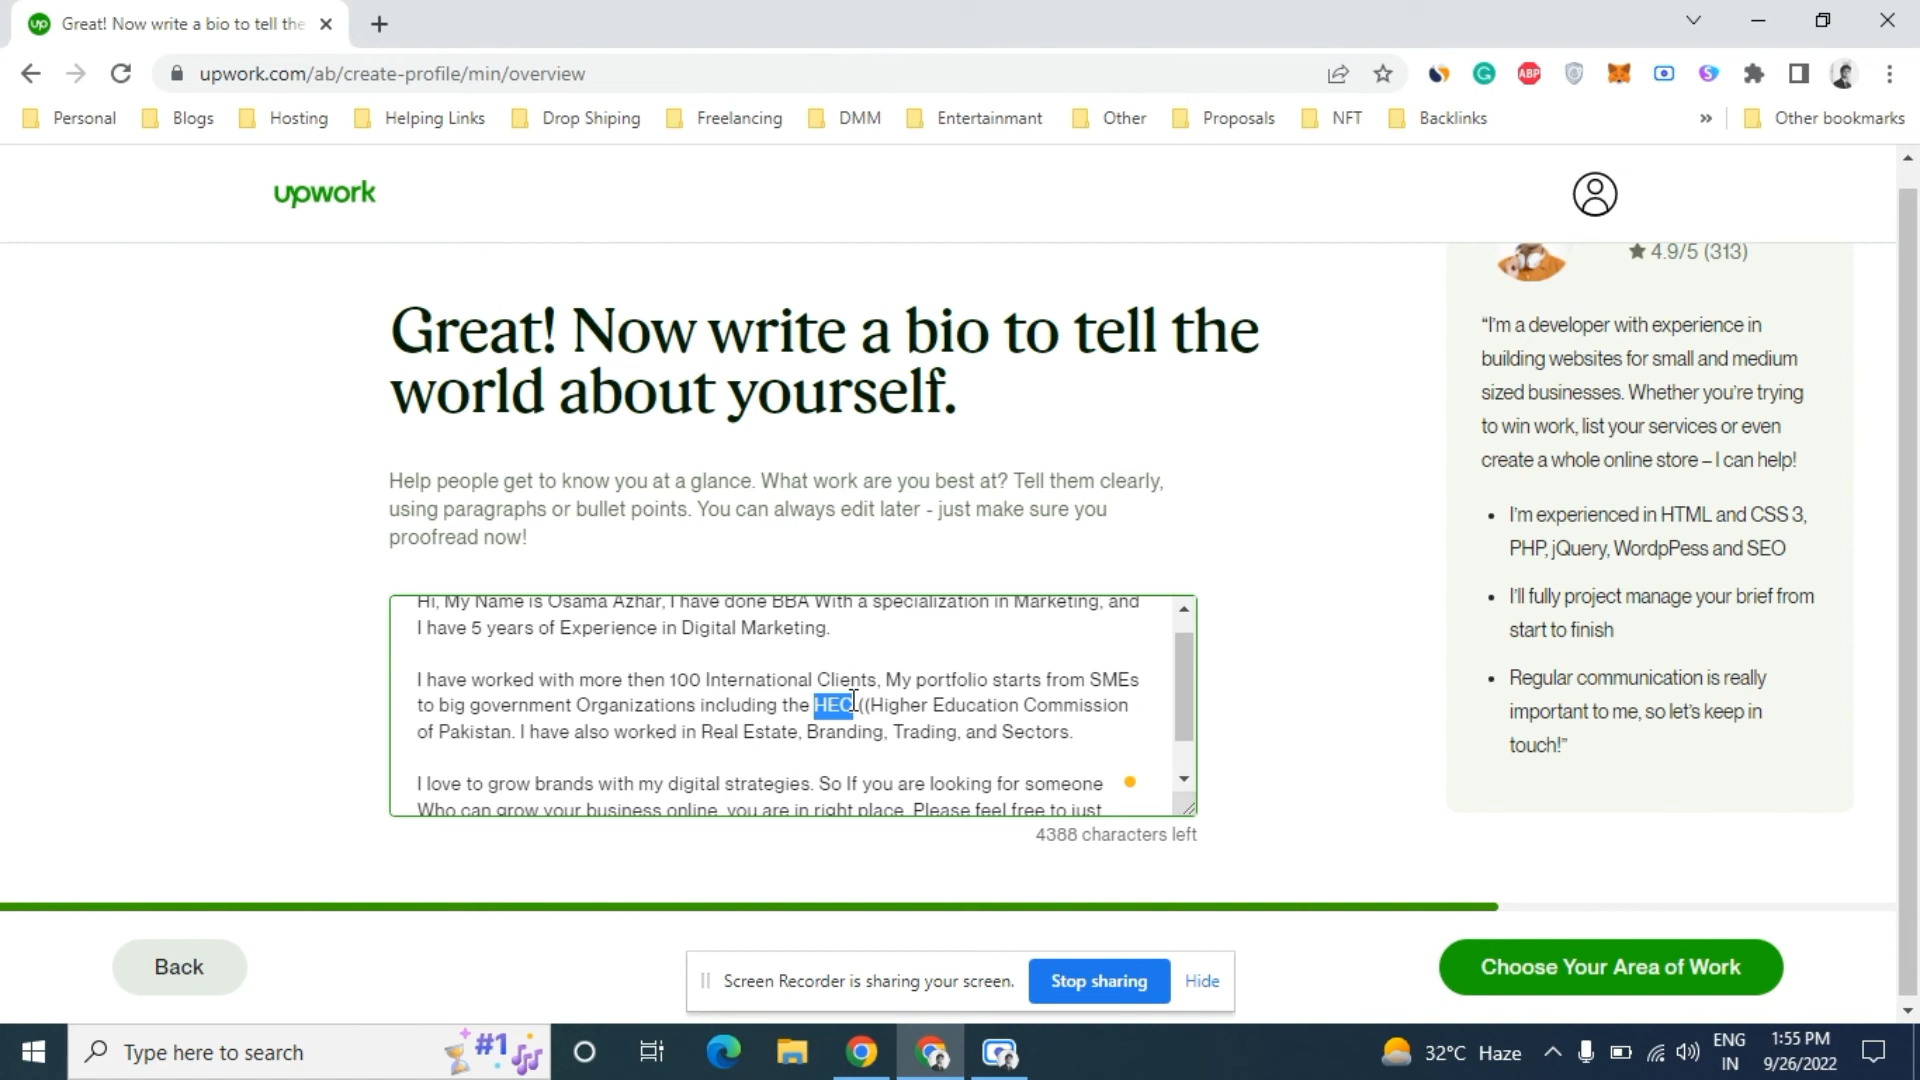 up Great! Now write a bio to tell the
upwork.com/ab/create-profile/min/overview
ABP
Personal Blogs Hosting Helping Links Drop Shiping Freelancing DMM Entertainmant Other Proposals NFT Backlinks » Other bookmarks
upwork
4.9/5 (313)
Great! Now write a bio to tell the
world about yourself.
Help people get to know you at a glance. What work are you best at? Tell them clearly,
using paragraphs or bullet points. You can always edit later - just make sure you
proofread now!
Hi, My Name is Osama Azhar, I have done BBA With a specialization in Marketing, and
I have 5 years of Experience in Digital Marketing.
I have worked with more then 100 International Clients, My portfolio starts from SMEs
to big government Organizations including the HEC ((Higher Education Commission
of Pakistan. I have also worked in Real Estate, Branding, Trading, and Sectors.
I love to grow brands with my digital strategies. So If you are looking for someone
Who can grow your business online, you are in right place. Please feel free to just
4388 characters left
“I’m a developer with experience in
building websites for small and medium
sized businesses. Whether you’re trying
to win work, list your services or even
create a whole online store – I can help!
• I’m experienced in HTML and CSS 3,
PHP, jQuery, WordpPess and SEO
• I’ll fully project manage your brief from
start to finish
• Regular communication is really
important to me, so let’s keep in
touch!”
Back
Screen Recorder is sharing your screen. Stop sharing Hide
Choose Your Area of Work
Type here to search
#1
32°C Haze
ENG
IN
1:55 PM
9/26/2022